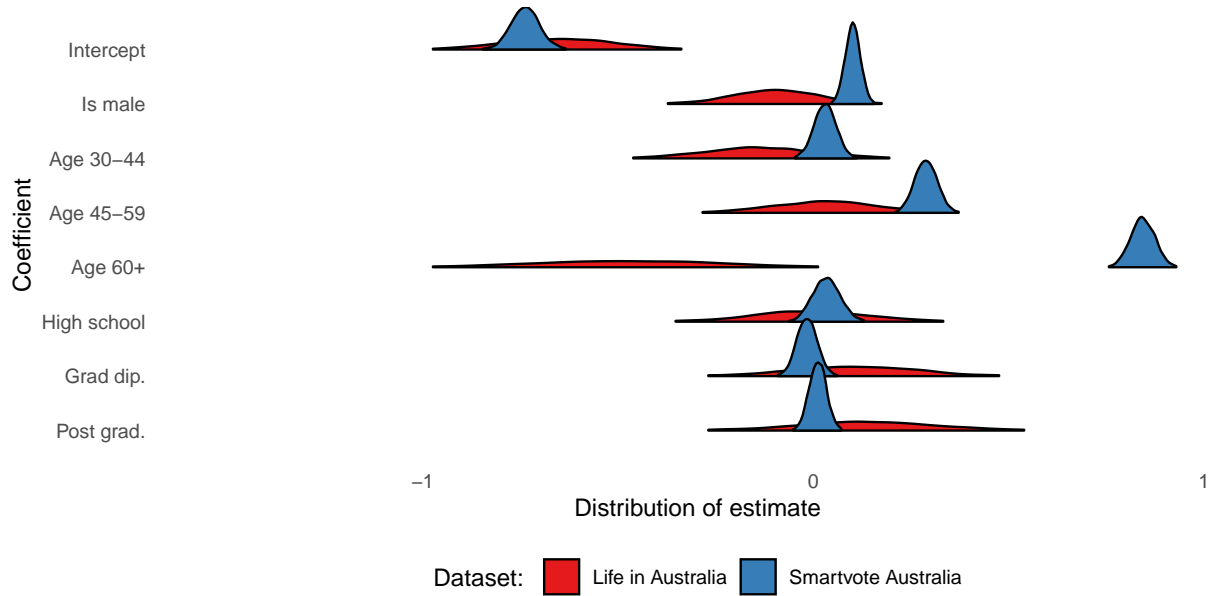 Coefficient
Intercept
Is male
Age 30−44
Age 45−59
Age 60+
High school
Grad dip.
Post grad.
−1 0 1
Distribution of estimate
Dataset: Life in Australia Smartvote Australia